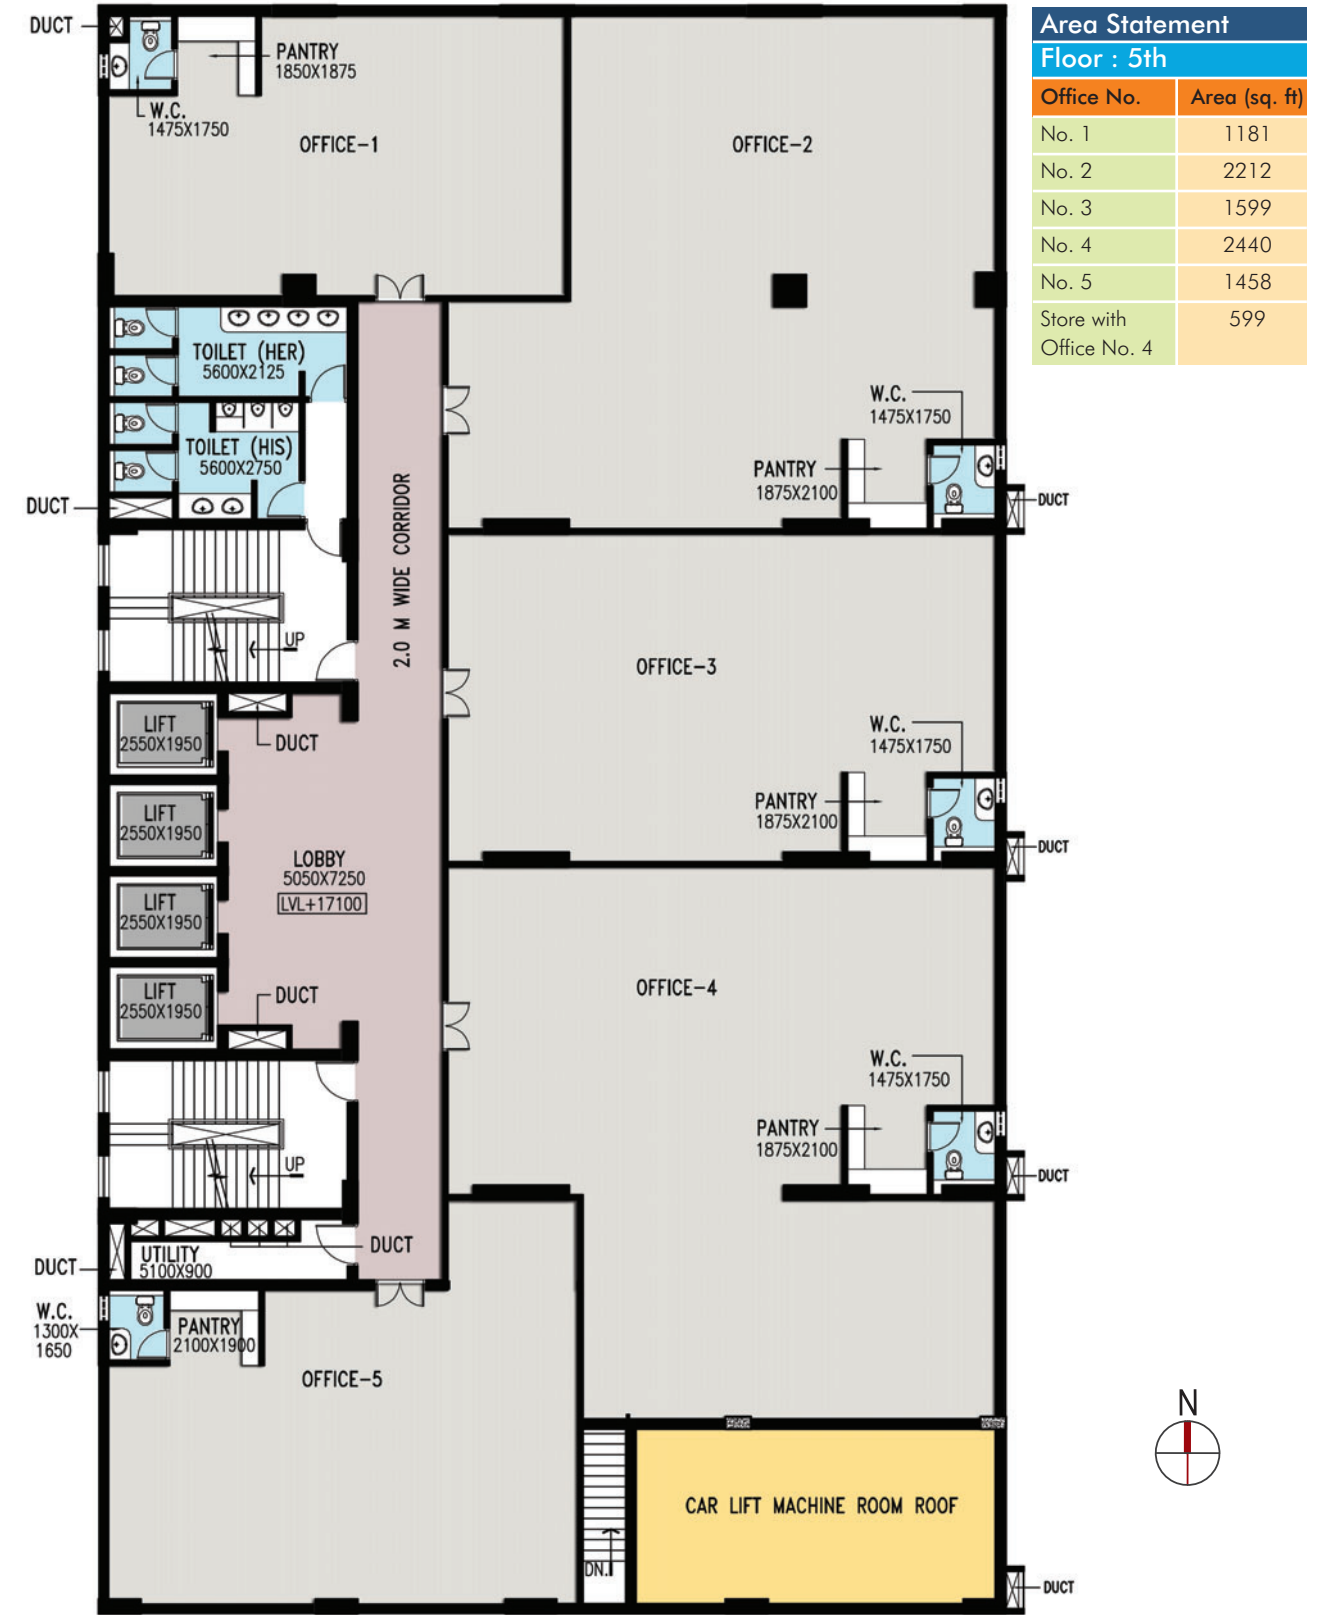 DUCT
PANTRY
1850X1875
W.C.
1475X1750
OFFICE-1
OFFICE-2
TOILET (HER)
5600X2125
TOILET (HIS)
5600X2750
DUCT
2.0 M WIDE CORRIDOR
W.C.
1475X1750
PANTRY
1875X2100
DUCT
UP
OFFICE-3
LIFT
2550X1950
DUCT
W.C.
1475X1750
LIFT
2550X1950
PANTRY
1875X2100
DUCT
LOBBY
5050X7250
LVL+17100
LIFT
2550X1950
LIFT
2550X1950
DUCT
OFFICE-4
W.C.
1475X1750
PANTRY
1875X2100
DUCT
UP
DUCT
UTILITY
5100X900
DUCT
W.C.
1300X
1650
PANTRY
2100X1900
OFFICE-5
CAR LIFT MACHINE ROOM ROOF
DN.
DUCT
Area Statement
Floor : 5th
Office No. Area (sq. ft)
No. 1 1181
No. 2 2212
No. 3 1599
No. 4 2440
No. 5 1458
Store with 599
Office No. 4
N